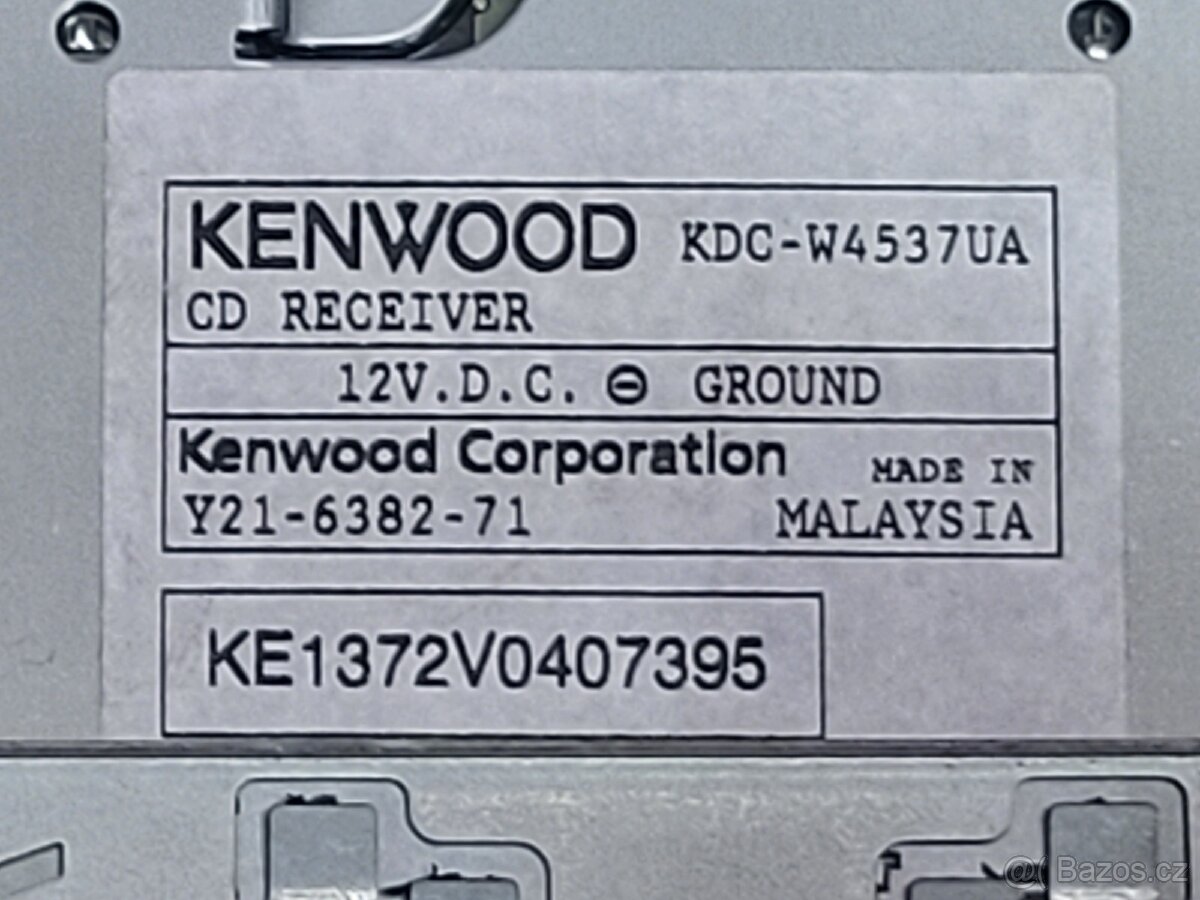 KENWOOD KDC-W4537UA
CD RECEIVER
12V.D.C. ⊖ GROUND
Kenwood Corporation MADE IN
Y21-6382-71 MALAYSIA
KE1372V0407395
@ Bazos.cz